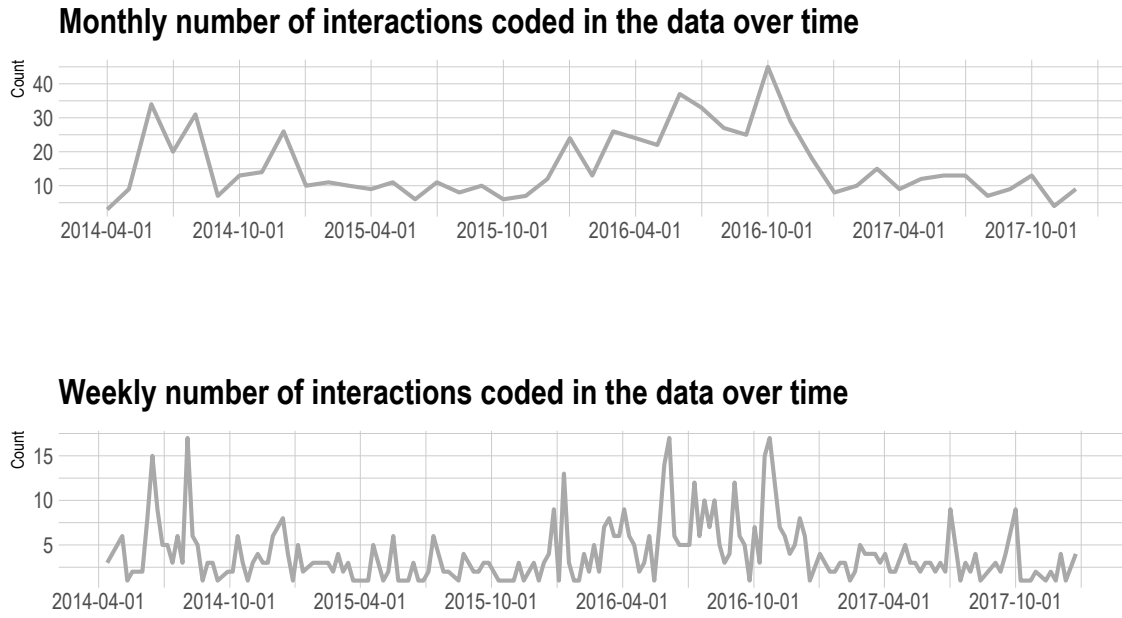 Monthly number of interactions coded in the data over time
Count
40
30
20
10
2014-04-01 2014-10-01 2015-04-01 2015-10-01 2016-04-01 2016-10-01 2017-04-01 2017-10-01
Weekly number of interactions coded in the data over time
Count
15
10
5
2014-04-01 2014-10-01 2015-04-01 2015-10-01 2016-04-01 2016-10-01 2017-04-01 2017-10-01